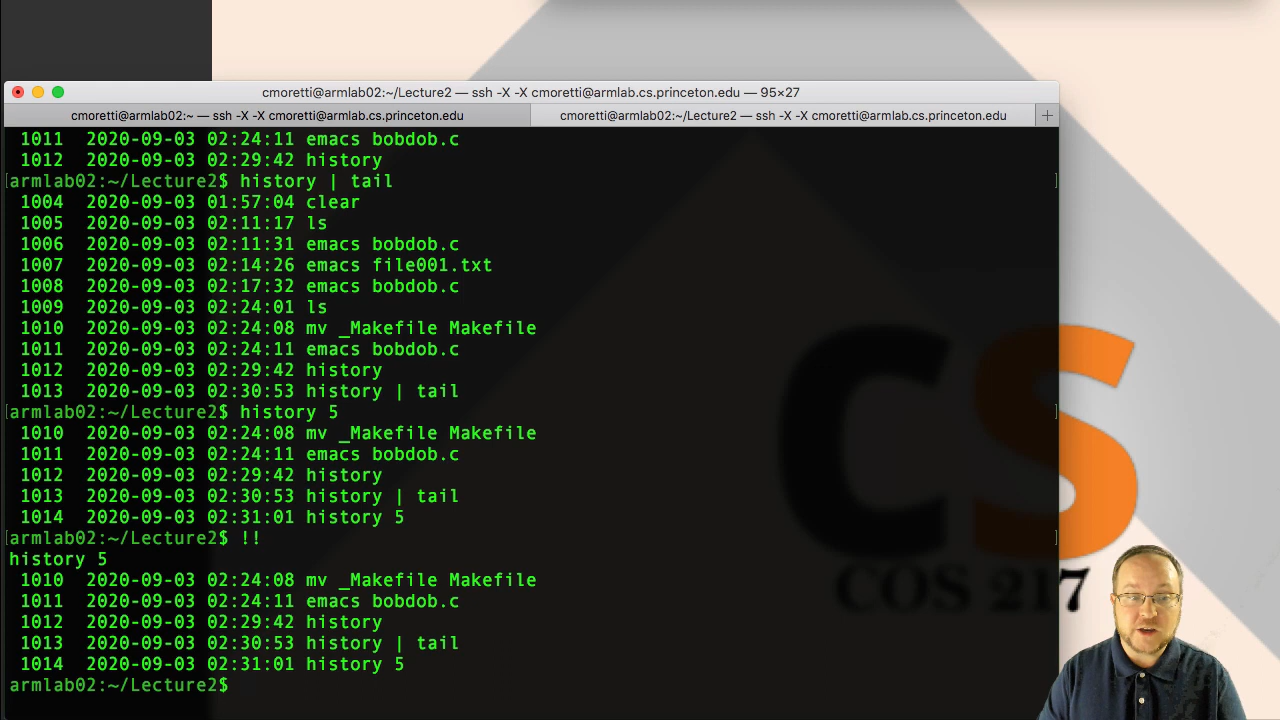 cmoretti@armlab02:~/Lecture2 — ssh -X -X cmoretti@armlab.cs.princeton.edu — 95×27
cmoretti@armlab02:~ — ssh -X -X cmoretti@armlab.cs.princeton.edu
cmoretti@armlab02:~/Lecture2 — ssh -X -X cmoretti@armlab.cs.princeton.edu
1011 2020-09-03 02:24:11 emacs bobdob.c
1012 2020-09-03 02:29:42 history
[armlab02:~/Lecture2$ history | tail ]
1004 2020-09-03 01:57:04 clear
1005 2020-09-03 02:11:17 ls
1006 2020-09-03 02:11:31 emacs bobdob.c
1007 2020-09-03 02:14:26 emacs file001.txt
1008 2020-09-03 02:17:32 emacs bobdob.c
1009 2020-09-03 02:24:01 ls
1010 2020-09-03 02:24:08 mv _Makefile Makefile
1011 2020-09-03 02:24:11 emacs bobdob.c
1012 2020-09-03 02:29:42 history
1013 2020-09-03 02:30:53 history | tail
[armlab02:~/Lecture2$ history 5 ]
1010 2020-09-03 02:24:08 mv _Makefile Makefile
1011 2020-09-03 02:24:11 emacs bobdob.c
1012 2020-09-03 02:29:42 history
1013 2020-09-03 02:30:53 history | tail
1014 2020-09-03 02:31:01 history 5
[armlab02:~/Lecture2$ !! ]
history 5
1010 2020-09-03 02:24:08 mv _Makefile Makefile
1011 2020-09-03 02:24:11 emacs bobdob.c
1012 2020-09-03 02:29:42 history
1013 2020-09-03 02:30:53 history | tail
1014 2020-09-03 02:31:01 history 5
armlab02:~/Lecture2$
CS
COS 217